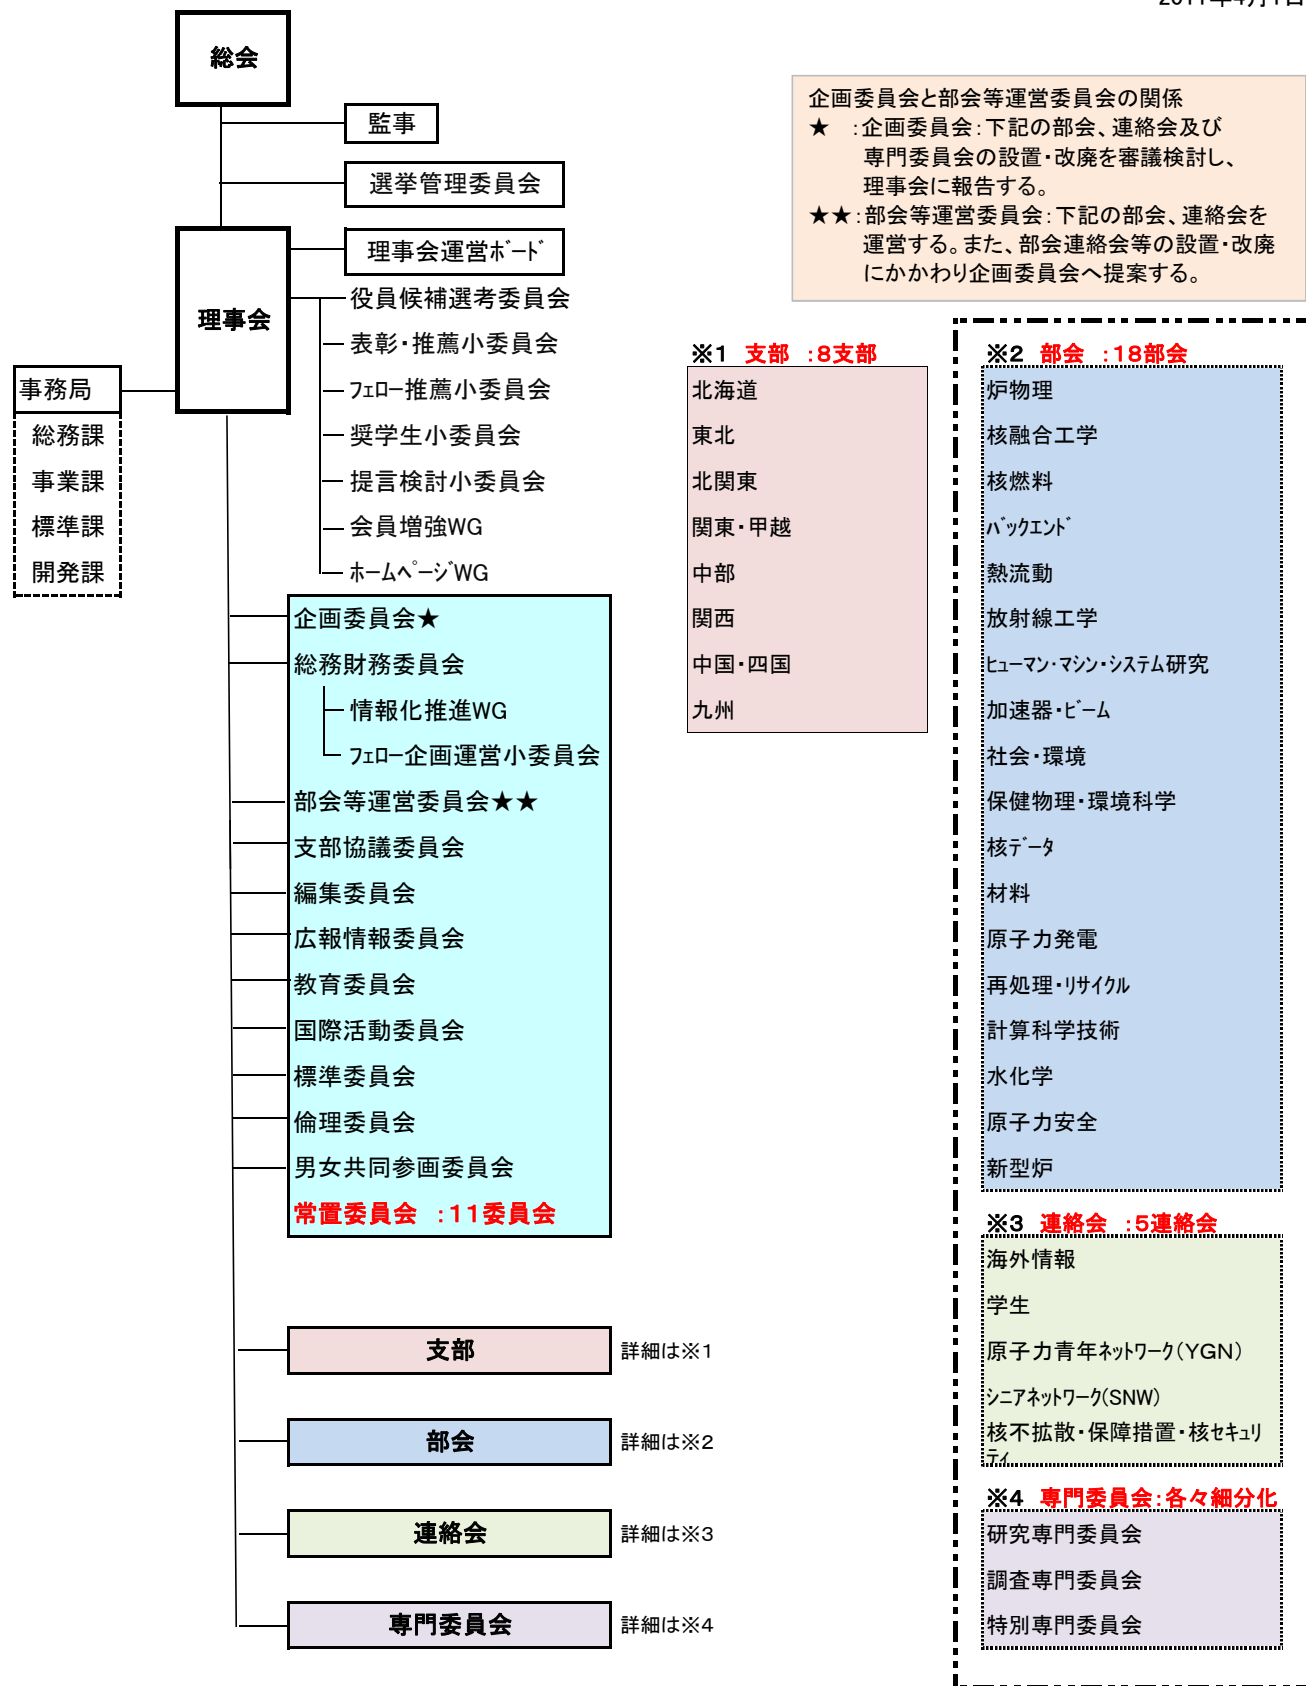 総会
監事
選挙管理委員会
理事会
理事会運営ﾎﾞｰﾄﾞ
役員候補選考委員会
表彰・推薦小委員会
ﾌｪﾛｰ推薦小委員会
奨学生小委員会
提言検討小委員会
会員増強WG
ﾎｰﾑﾍﾟｰｼﾞWG
事務局
総務課
事業課
標準課
開発課
企画委員会★
総務財務委員会
情報化推進WG
ﾌｪﾛｰ企画運営小委員会
部会等運営委員会★★
支部協議委員会
編集委員会
広報情報委員会
教育委員会
国際活動委員会
標準委員会
倫理委員会
男女共同参画委員会
常置委員会 :11委員会
支部 詳細は※1
部会 詳細は※2
連絡会 詳細は※3
専門委員会 詳細は※4
企画委員会と部会等運営委員会の関係
★ :企画委員会:下記の部会、連絡会及び
専門委員会の設置・改廃を審議検討し、
理事会に報告する。
★★:部会等運営委員会:下記の部会、連絡会を
運営する。また、部会連絡会等の設置・改廃
にかかわり企画委員会へ提案する。
※1 支部 :8支部
北海道
東北
北関東
関東・甲越
中部
関西
中国・四国
九州
※2 部会 :18部会
炉物理
核融合工学
核燃料
ﾊﾞｯｸｴﾝﾄﾞ
熱流動
放射線工学
ﾋｭｰﾏﾝ・ﾏｼﾝ・ｼｽﾃﾑ研究
加速器・ﾋﾞｰﾑ
社会・環境
保健物理・環境科学
核ﾃﾞｰﾀ
材料
原子力発電
再処理・ﾘｻｲｸﾙ
計算科学技術
水化学
原子力安全
新型炉
※3 連絡会 :5連絡会
海外情報
学生
原子力青年ﾈｯﾄﾜｰｸ(YGN)
ｼﾆｱﾈｯﾄﾜｰｸ(SNW)
核不拡散・保障措置・核ｾｷｭﾘ
ﾃｨ
※4 専門委員会:各々細分化
研究専門委員会
調査専門委員会
特別専門委員会